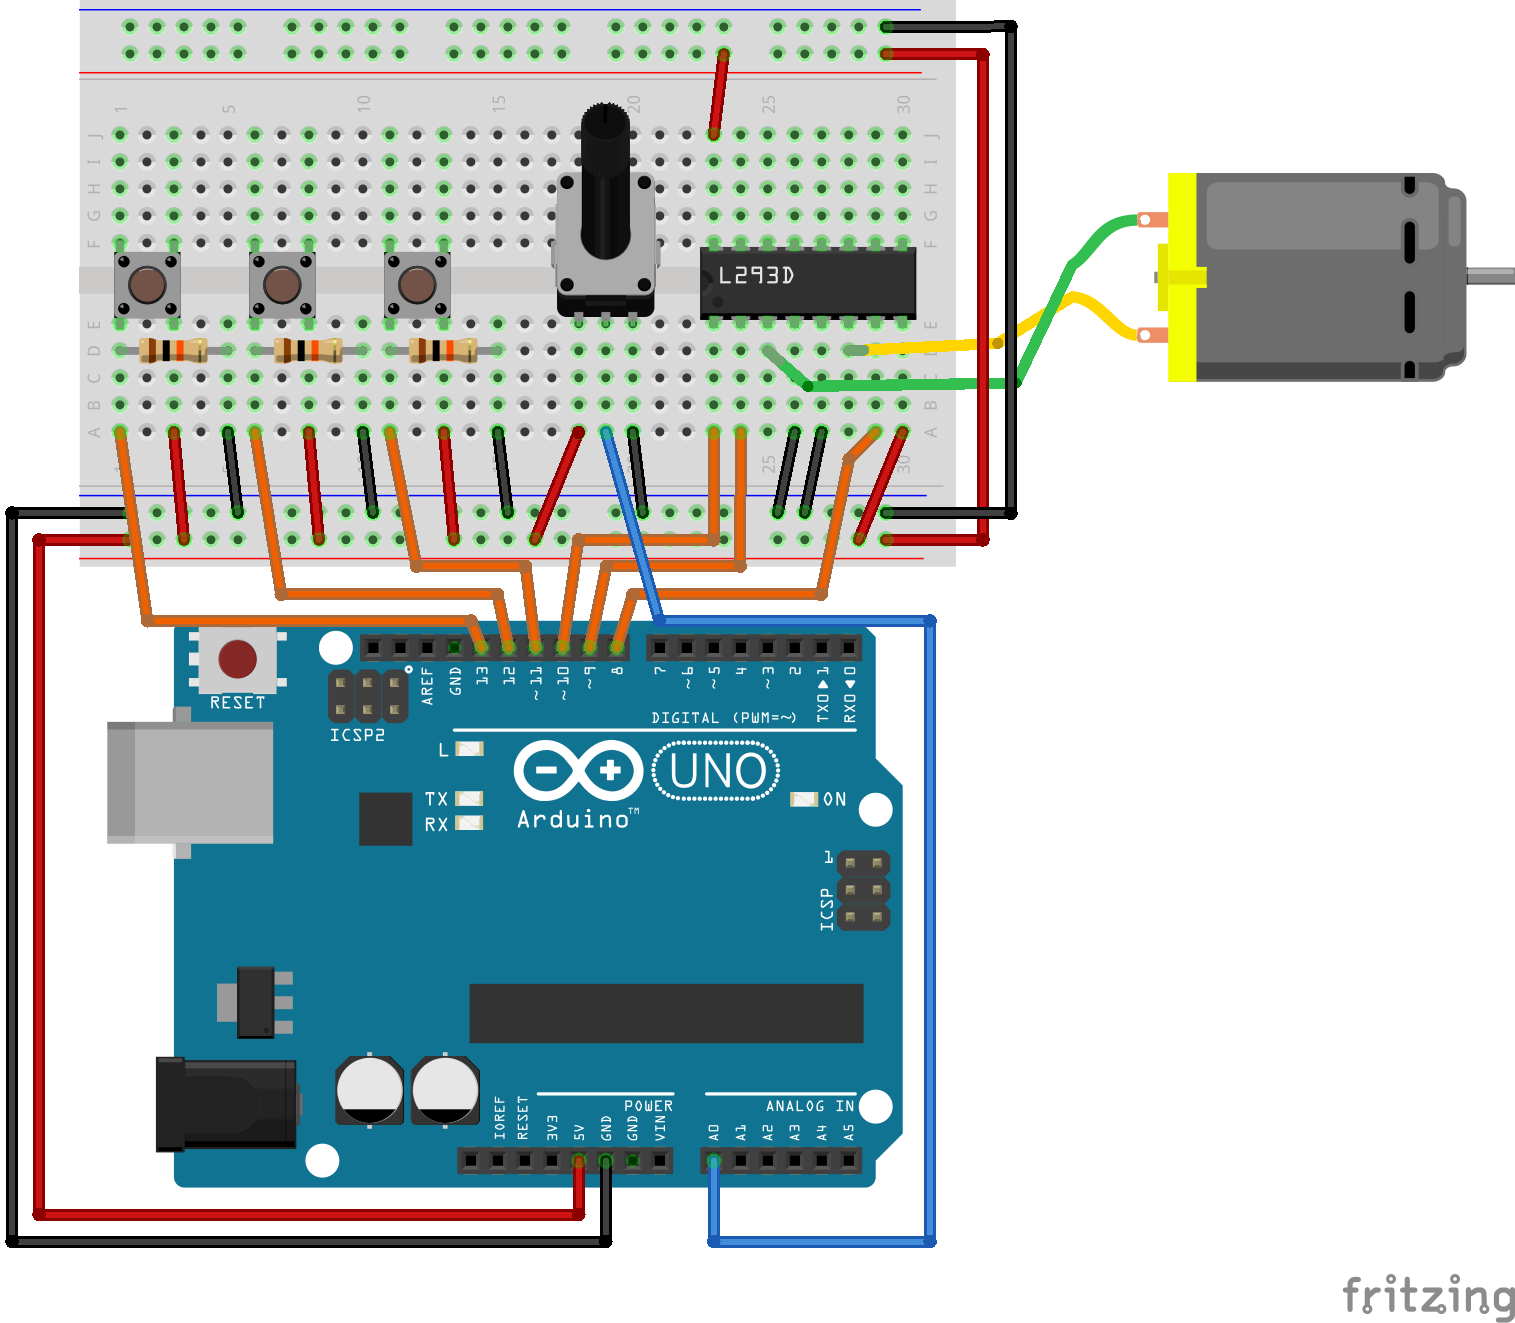 1 5 10 15 20 25 30
J J
I I
H H
G G
F F
L293D
E E
D
C
B B
A A
25 30
RESET
ICSP2
AREF
GND
13
12
~11
~10
~9
8
7
~6
~5
4
~3
2
TX0▶1
RX0◀0
DIGITAL (PWM=~)
L
TX
RX
UNO
Arduino™
ON
1
ICSP
IOREF
RESET
3V3
5V
GND
GND
VIN
POWER
ANALOG IN
A0
A1
A2
A3
A4
A5
fritzing